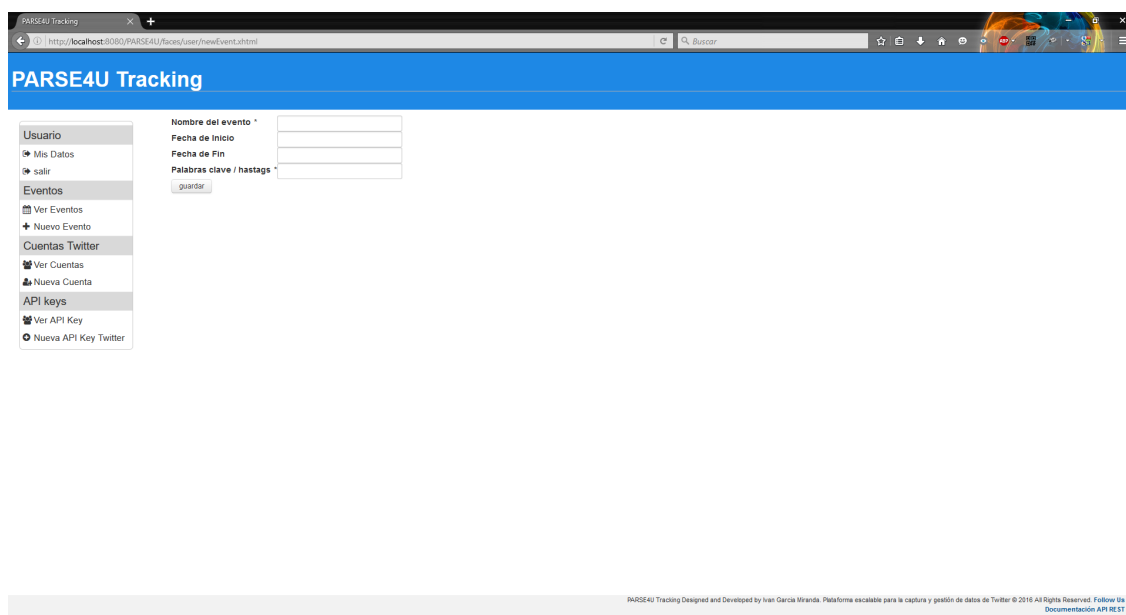 PARSE4U Tracking
http://localhost:8080/PARSE4U/faces/user/newEvent.xhtml
Buscar
PARSE4U Tracking
Usuario
Mis Datos
salir
Eventos
Ver Eventos
Nuevo Evento
Cuentas Twitter
Ver Cuentas
Nueva Cuenta
API keys
Ver API Key
Nueva API Key Twitter
Nombre del evento *
Fecha de Inicio
Fecha de Fin
Palabras clave / hastags *
guardar
PARSE4U Tracking Designed and Developed by Ivan Garcia Miranda. Plataforma escalable para la captura y gestión de datos de Twitter © 2016 All Rights Reserved. Follow Us
Documentación API REST